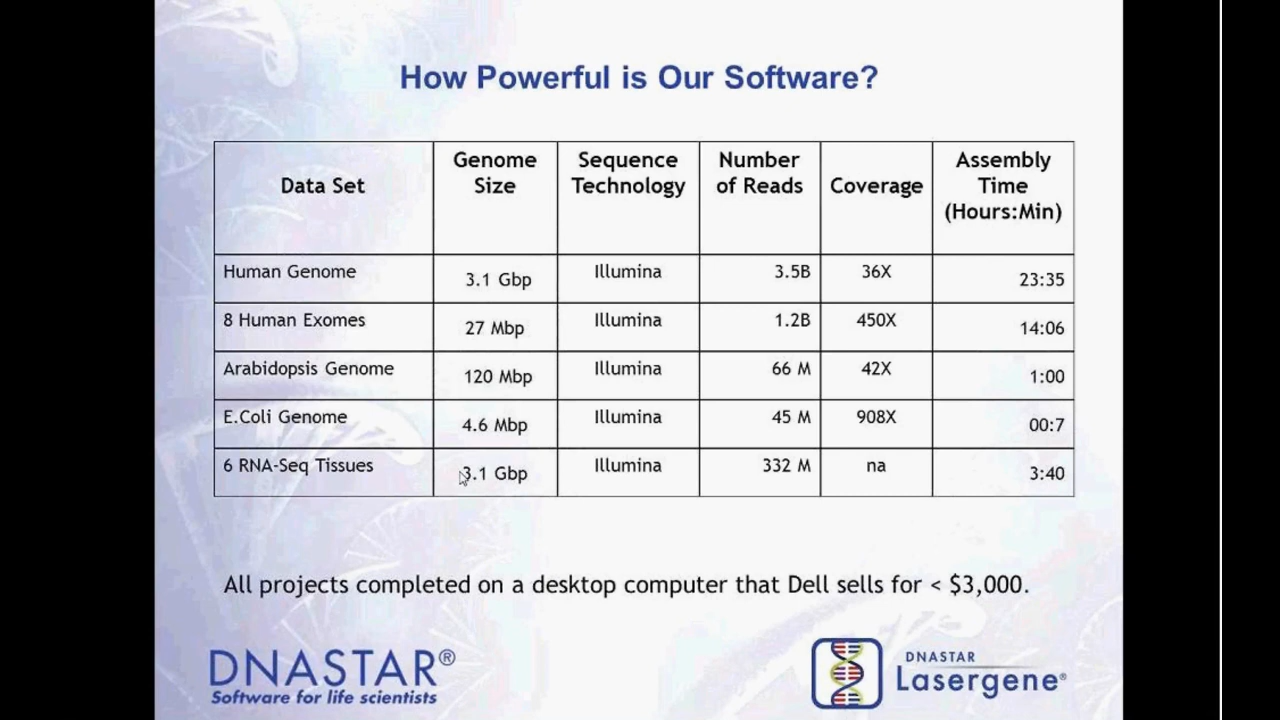 How Powerful is Our Software?
Data Set
Genome
Size
Sequence
Technology
Number
of Reads
Coverage
Assembly
Time
(Hours:Min)
Human Genome 3.1 Gbp Illumina 3.5B 36X 23:35
8 Human Exomes 27 Mbp Illumina 1.2B 450X 14:06
Arabidopsis Genome 120 Mbp Illumina 66 M 42X 1:00
E.Coli Genome 4.6 Mbp Illumina 45 M 908X 00:7
6 RNA-Seq Tissues 3.1 Gbp Illumina 332 M na 3:40
All projects completed on a desktop computer that Dell sells for < $3,000.
DNASTAR®
Software for life scientists
DNASTAR
Lasergene®